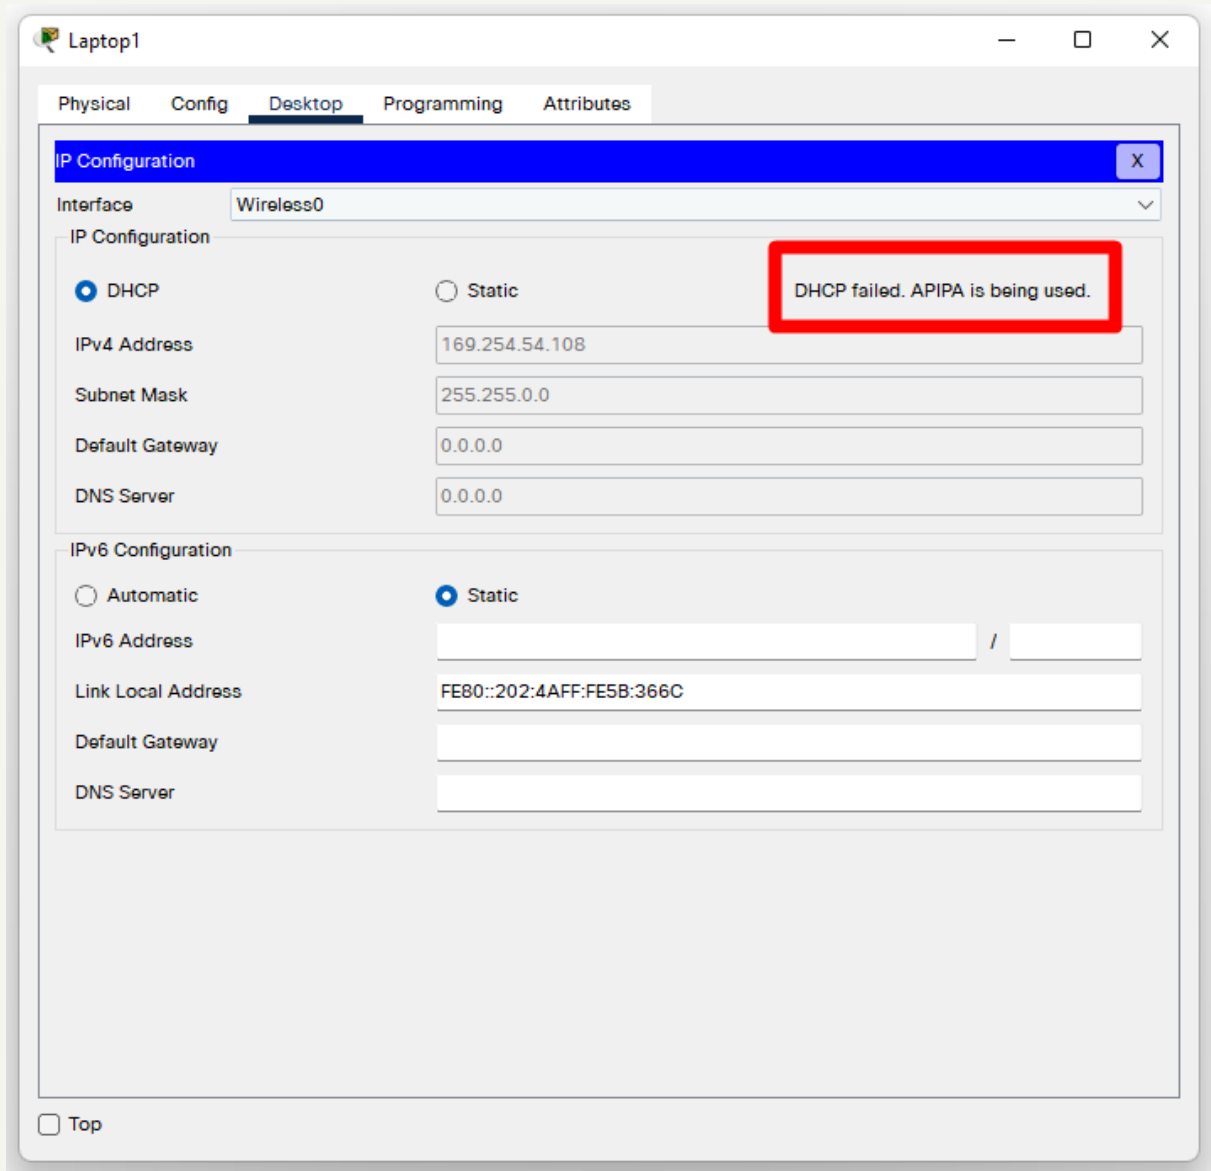 Laptop1
Physical Config Desktop Programming Attributes
IP Configuration X
Interface Wireless0
IP Configuration
DHCP Static DHCP failed. APIPA is being used.
IPv4 Address 169.254.54.108
Subnet Mask 255.255.0.0
Default Gateway 0.0.0.0
DNS Server 0.0.0.0
IPv6 Configuration
Automatic Static
IPv6 Address /
Link Local Address FE80::202:4AFF:FE5B:366C
Default Gateway
DNS Server
Top